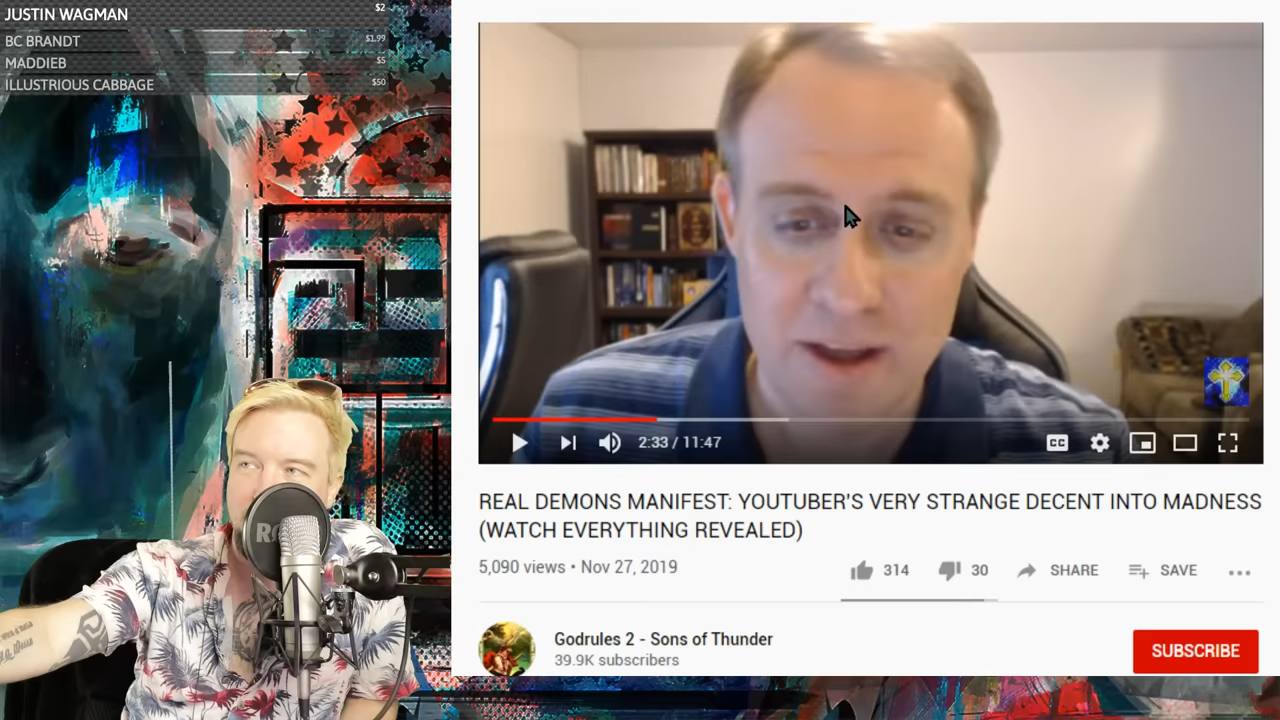 JUSTIN WAGMAN $2
BC BRANDT $1.99
MADDIEB $5
ILLUSTRIOUS CABBAGE $50
2:33 / 11:47
CC
REAL DEMONS MANIFEST: YOUTUBER'S VERY STRANGE DECENT INTO MADNESS
(WATCH EVERYTHING REVEALED)
5,090 views • Nov 27, 2019
314
30
SHARE
SAVE
Godrules 2 - Sons of Thunder
39.9K subscribers
SUBSCRIBE